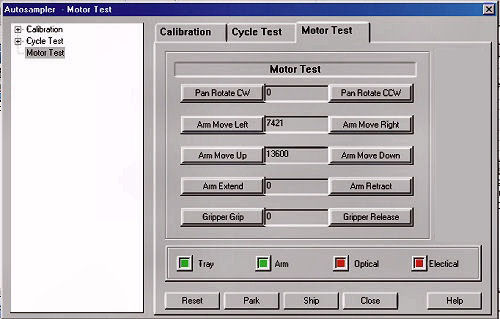 Autosampler - Motor Test
Calibration
Cycle Test
Motor Test
Calibration Cycle Test Motor Test
Motor Test
Pan Rotate CW 0 Pan Rotate CCW
Arm Move Left 7421 Arm Move Right
Arm Move Up 13600 Arm Move Down
Arm Extend 0 Arm Retract
Gripper Grip 0 Gripper Release
Tray Arm Optical Electical
Reset Park Ship Close Help